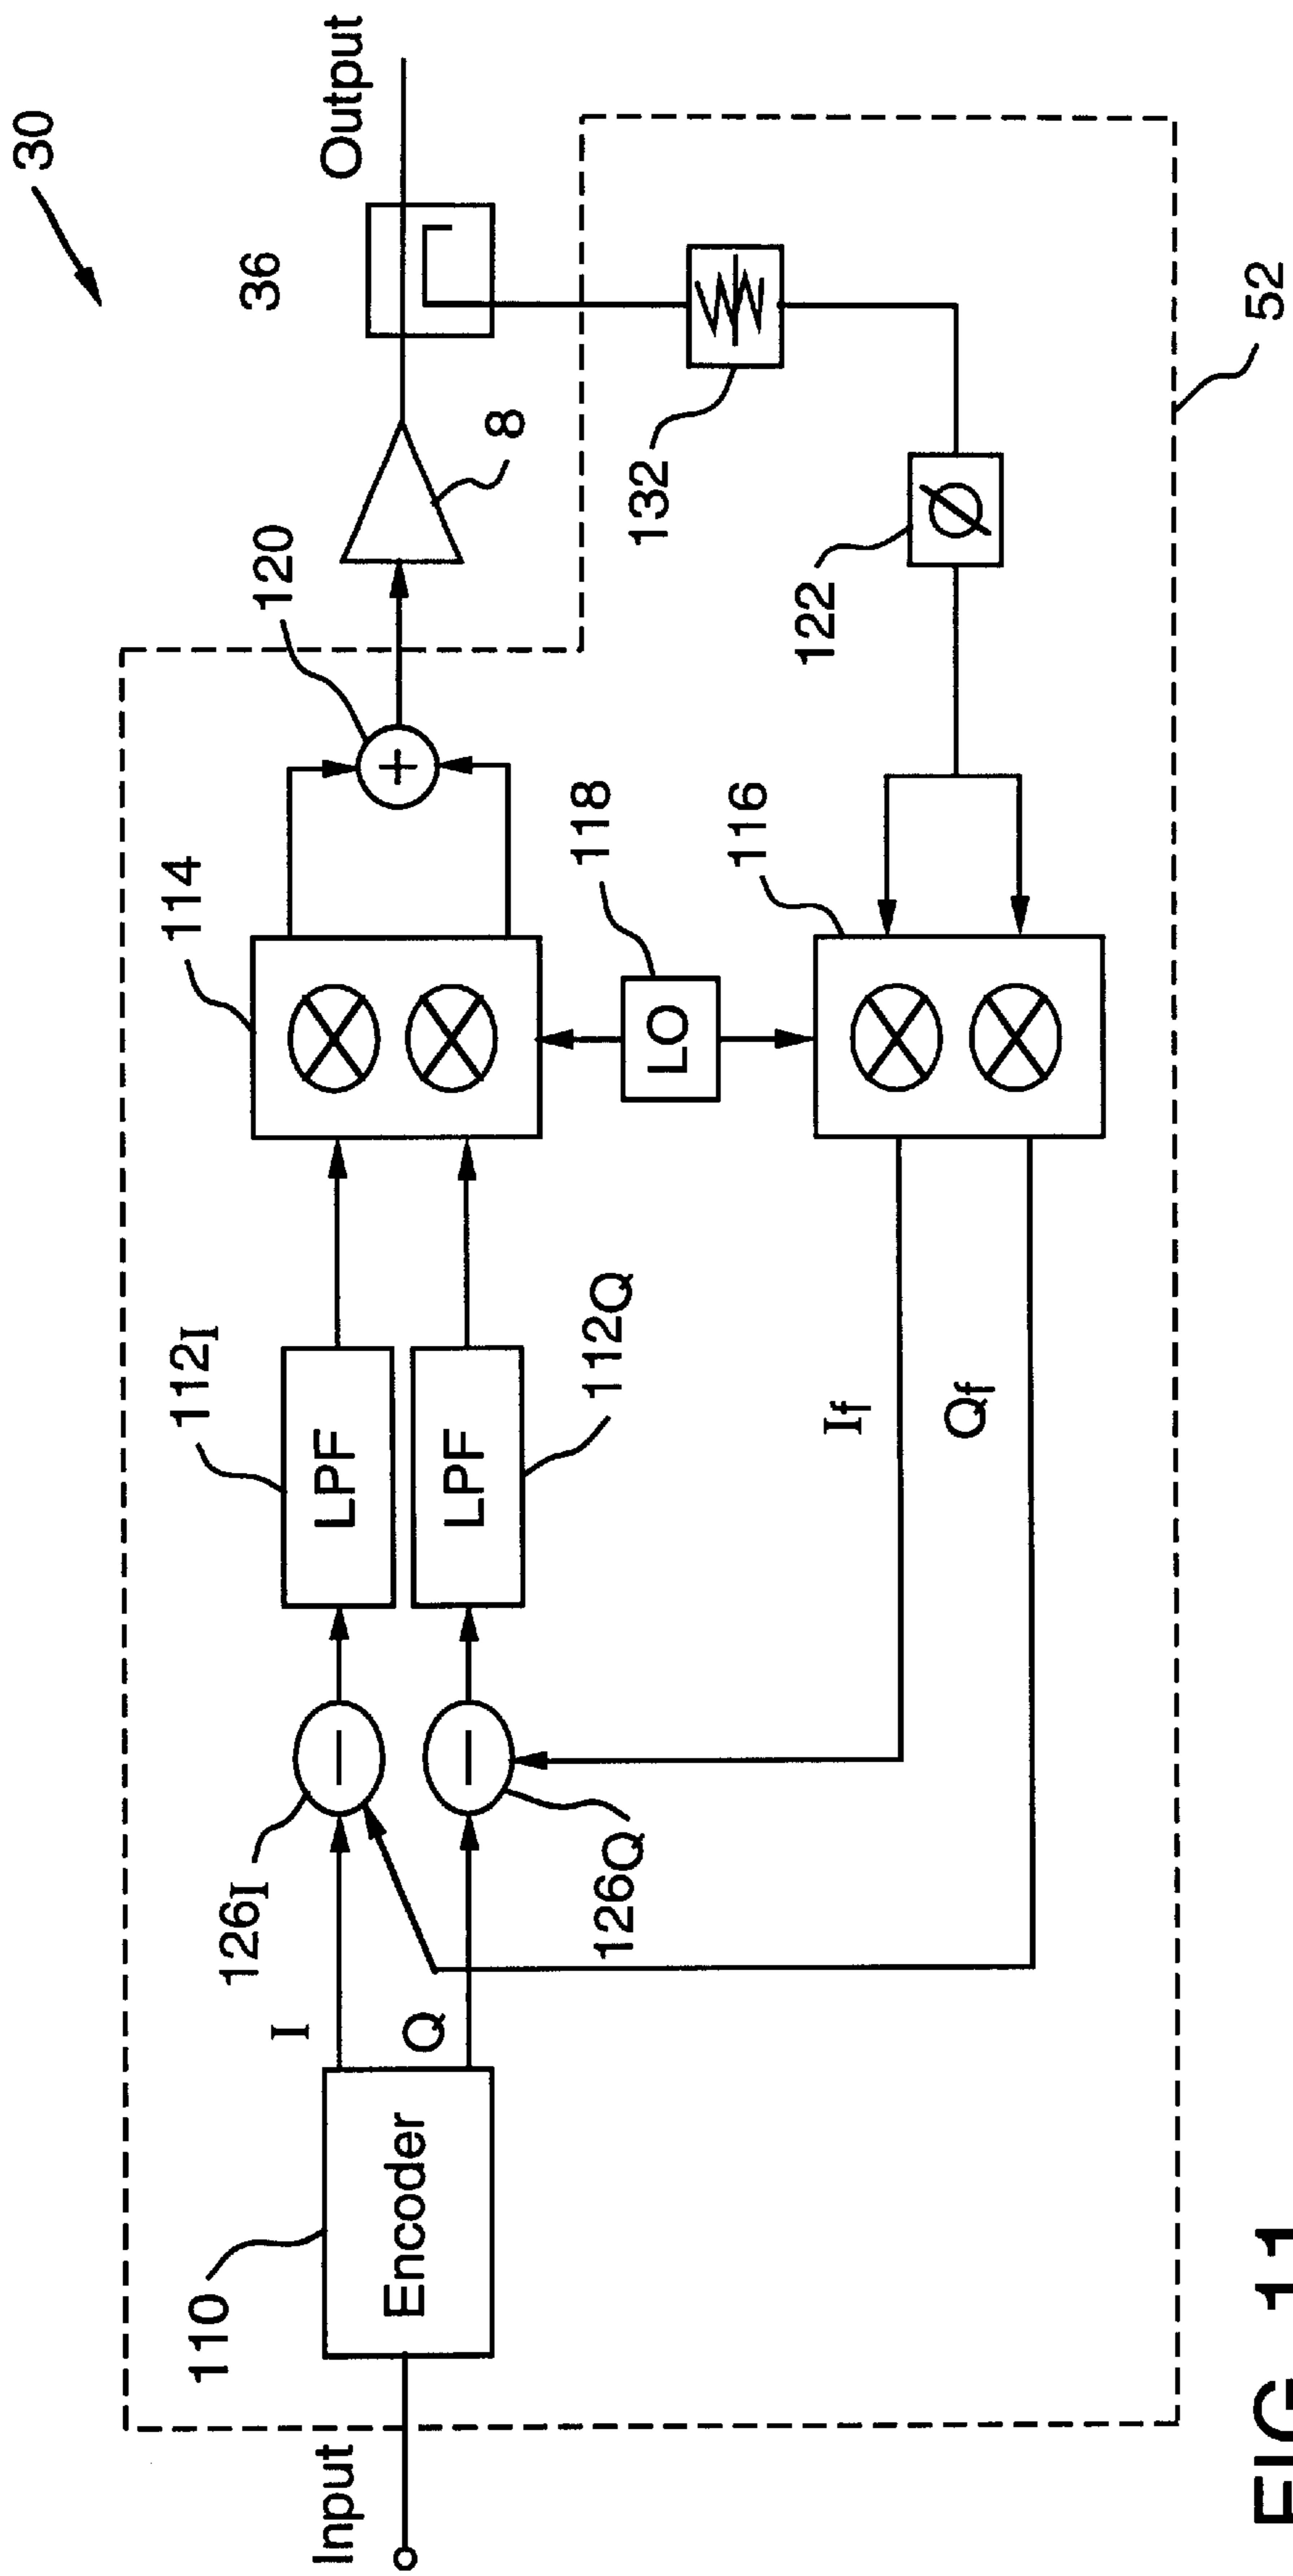 30
Output
36
8
120
114
118
116
132
122
52
LO
112I
LPF
112Q
LPF
If
Qf
126I
126Q
I
Q
110
Encoder
Input
FIG. 11